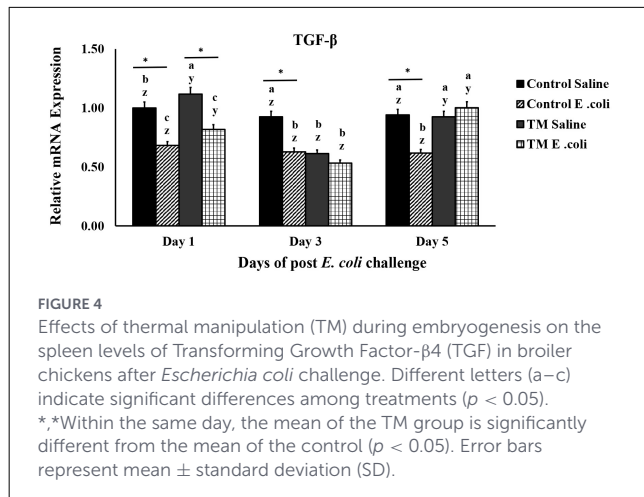 TGF-β
1.50
1.00
0.50
0.00
Relative mRNA Expression
* *
b z
c z
a y
c y
*
a z
b z
b z
b z
*
a z
b z
a y
a y
Day 1 Day 3 Day 5
Days of post E. coli challenge
Control Saline
Control E .coli
TM Saline
TM E .coli
FIGURE 4
Effects of thermal manipulation (TM) during embryogenesis on the
spleen levels of Transforming Growth Factor-β4 (TGF) in broiler
chickens after Escherichia coli challenge. Different letters (a–c)
indicate significant differences among treatments (p < 0.05).
*,*Within the same day, the mean of the TM group is significantly
different from the mean of the control (p < 0.05). Error bars
represent mean ± standard deviation (SD).